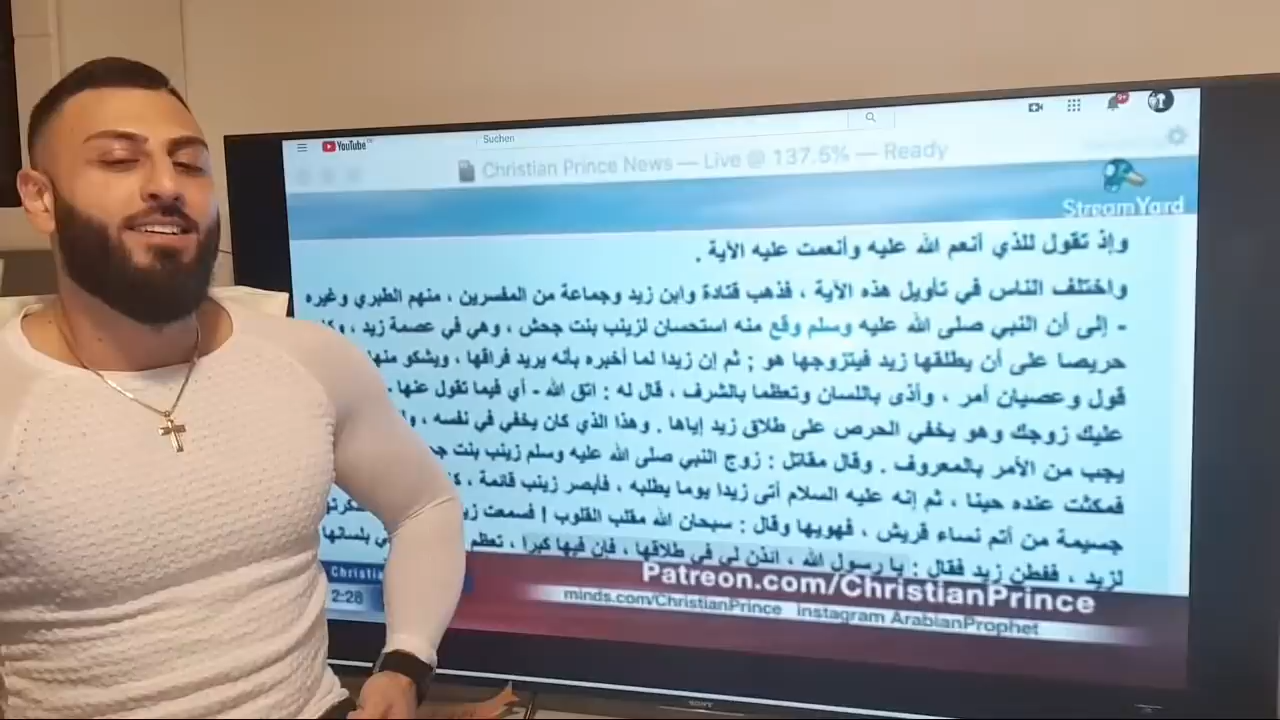 YouTube DE
Suchen
9+
Christian Prince News — Live @ 137.5% — Ready
StreamYard
وإذ تقول للذي أنعم الله عليه وأنعمت عليه الآية .
واختلف الناس في تأويل هذه الآية ، فذهب قتادة وابن زيد وجماعة من المفسرين ، منهم الطبري وغيره
- إلى أن النبي صلى الله عليه وسلم وقع منه استحسان لزينب بنت جحش ، وهي في عصمة زيد ، وكا
حريصا على أن يطلقها زيد فيتزوجها هو ; ثم إن زيدا لما أخبره بأنه يريد فراقها ، ويشكو منها
قول وعصيان أمر ، وأذى باللسان وتعظما بالشرف ، قال له : اتق الله - أي فيما تقول عنها -
عليك زوجك وهو يخفي الحرص على طلاق زيد إياها . وهذا الذي كان يخفي في نفسه ،
يجب من الأمر بالمعروف . وقال مقاتل : زوج النبي صلى الله عليه وسلم زينب بنت
فمكثت عنده حينا ، ثم إنه عليه السلام أتى زيدا يوما يطلبه ، فأبصر زينب قائمة ،
جسيمة من أتم نساء قريش ، فهويها وقال : سبحان الله مقلب القلوب ! فسمعت
لزيد ، ففطن زيد فقال : يا رسول الله ، ائذن لي في طلاقها ، فإن فيها كبرا ، تعظم بلسانها
Christia
2:28
Patreon.com/ChristianPrince
minds.com/ChristianPrince instagram ArabianProphet
SONY